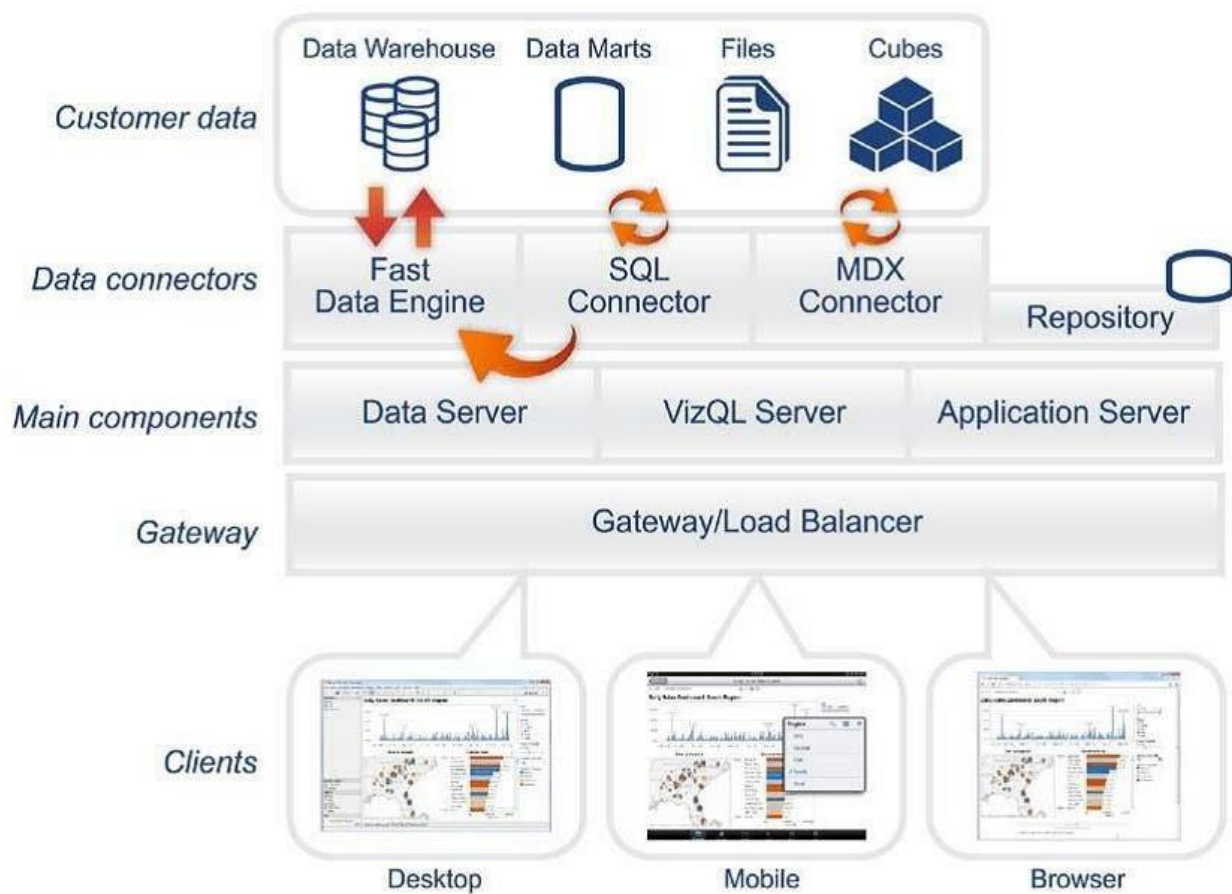 Data Warehouse
Data Marts
Files
Cubes
Customer data
Data connectors
Fast
Data Engine
SQL
Connector
MDX
Connector
Repository
Main components
Data Server
VizQL Server
Application Server
Gateway
Gateway/Load Balancer
Clients
Desktop
Mobile
Browser